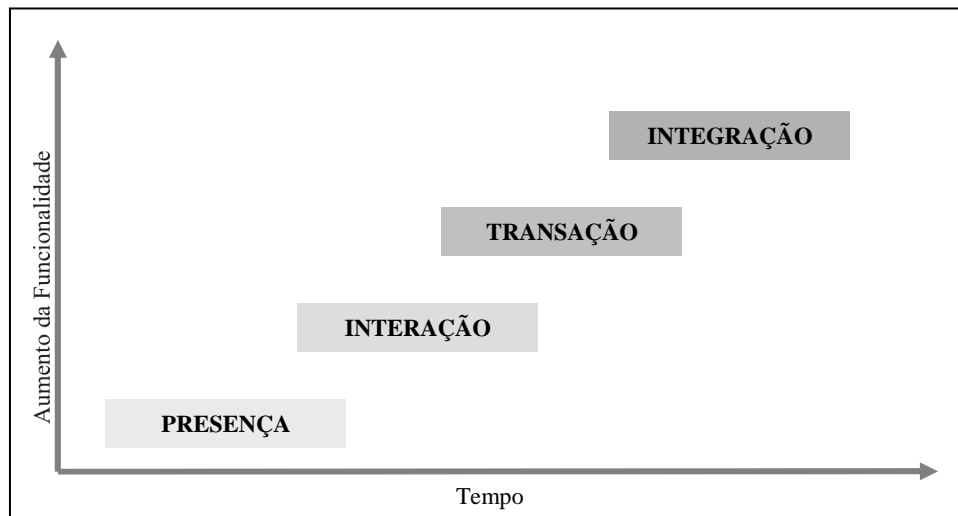 INTEGRAÇÃO
TRANSAÇÃO
INTERAÇÃO
PRESENÇA
Aumento da Funcionalidade
Tempo